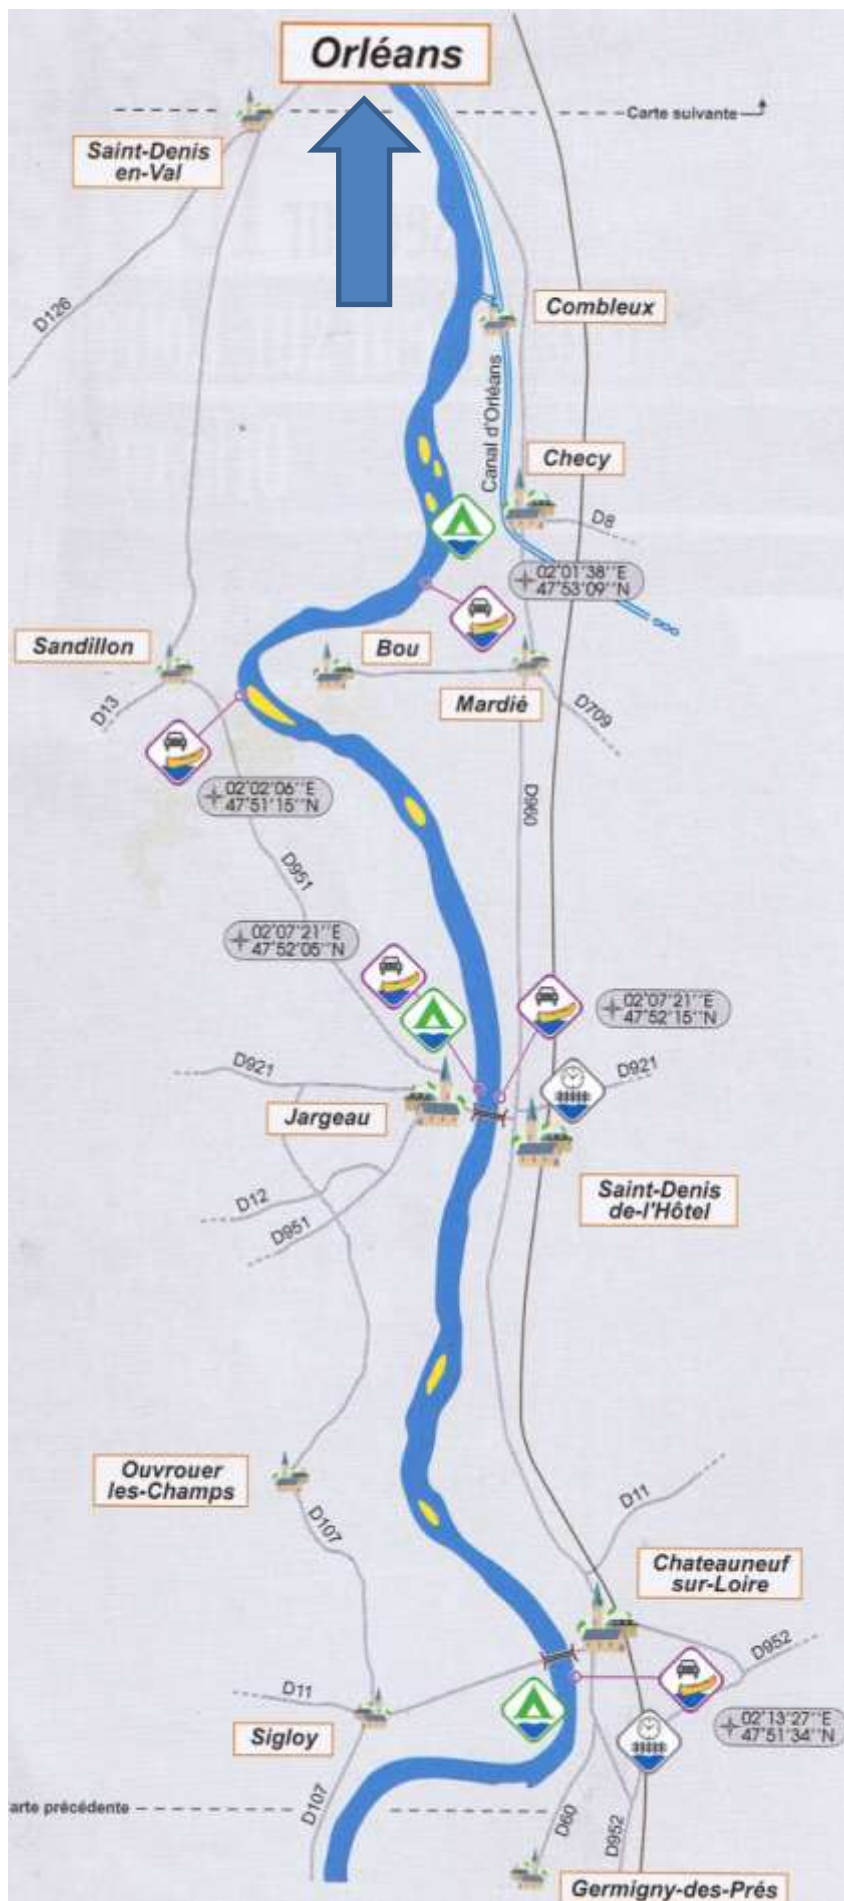 Orléans
Carte suivante
Saint-Denis
en-Val
D126
Combleux
Canal d'Orléans
Checy
D8
02°01'38''E
47°53'09''N
Sandillon
Bou
Mardié
D13
D709
02°02'06''E
47°51'15''N
D960
D951
02°07'21''E
47°52'05''N
02°07'21''E
47°52'15''N
D921
D921
Jargeau
Saint-Denis
de-l'Hôtel
D12
D951
Ouvrouer
les-Champs
D107
D11
Chateauneuf
sur-Loire
D952
D11
Sigloy
02°13'27''E
47°51'34''N
arte précédente
D107
D60
D952
Germigny-des-Prés